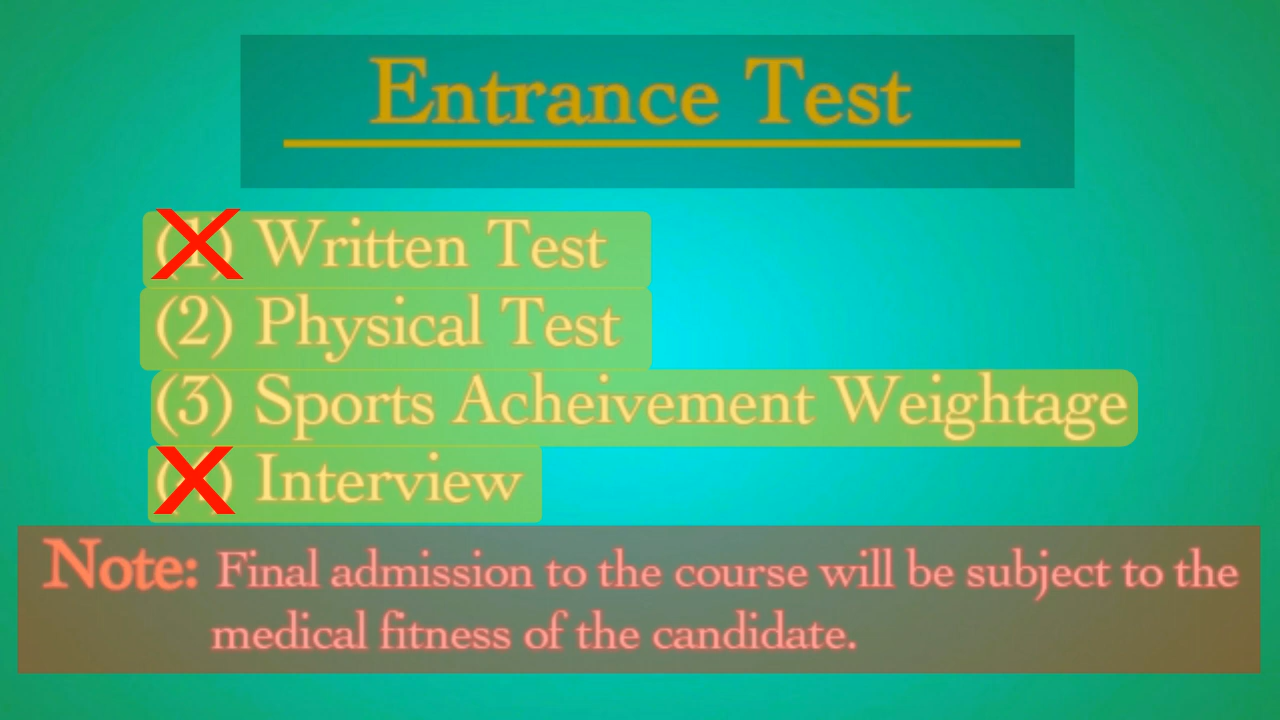 Entrance Test
(1) Written Test
(2) Physical Test
(3) Sports Acheivement Weightage
( ) Interview
Note: Final admission to the course will be subject to the
medical fitness of the candidate.